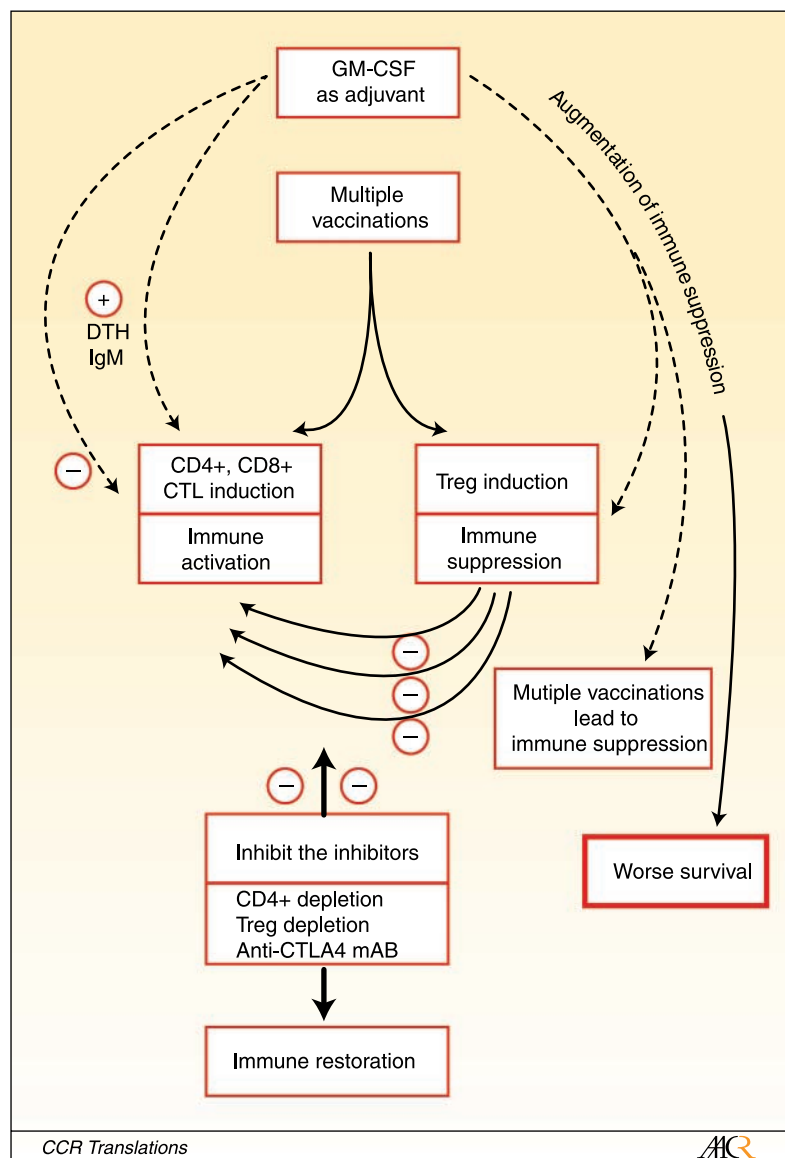 GM-CSF
as adjuvant
Augmentation of immune suppression
Multiple
vaccinations
+
DTH
IgM
−
CD4+, CD8+
CTL induction
Immune
activation
Treg induction
Immune
suppression
−
−
−
Mutiple vaccinations
lead to
immune suppression
− −
Inhibit the inhibitors
CD4+ depletion
Treg depletion
Anti-CTLA4 mAB
Worse survival
Immune restoration
CCR Translations
AACR